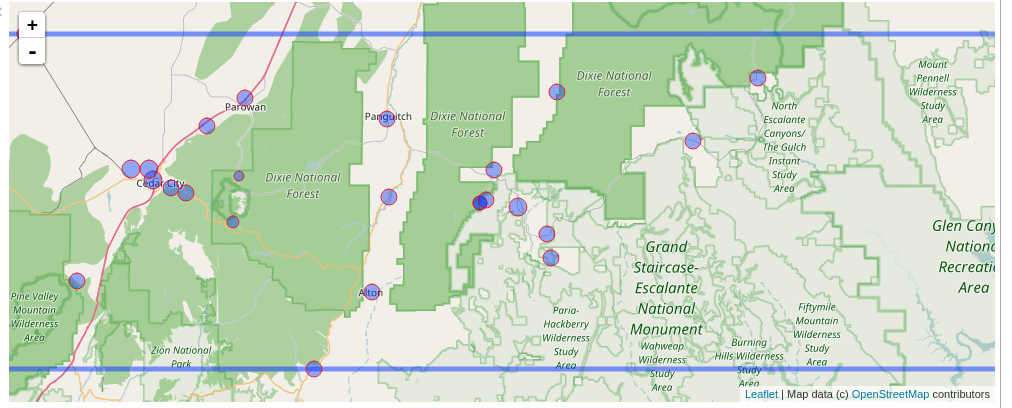 +
-
Parowan
Panguitch
Cedar City
Alton
Dixie National
Forest
Dixie National
Forest
Dixie National
Forest
Mount
Pennell
Wilderness
Study
Area
North
Escalante
Canyons/
The Gulch
Instant
Study
Area
Pine Valley
Mountain
Wilderness
Area
Zion National
Park
Grand
Staircase-
Escalante
National
Monument
Paria-
Hackberry
Wilderness
Study
Area
Wahweap
Wilderness
Study
Area
Burning
Hills Wilderness
Study
Area
Fiftymile
Mountain
Wilderness
Study
Area
Glen Cany
Nationa
Recreati
Area
Leaflet | Map data (c) OpenStreetMap contributors